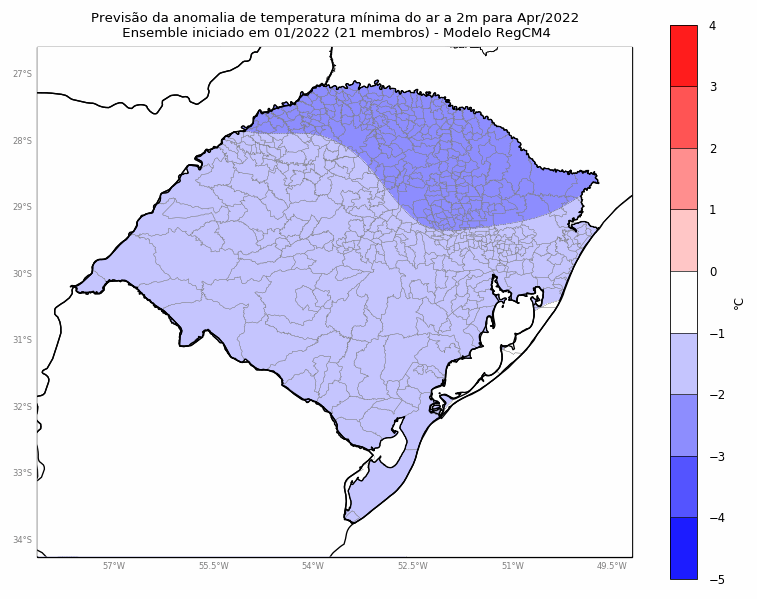 Previsão da anomalia de temperatura mínima do ar a 2m para Apr/2022
Ensemble iniciado em 01/2022 (21 membros) - Modelo RegCM4
27°S
28°S
29°S
30°S
31°S
32°S
33°S
34°S
57°W
55.5°W
54°W
52.5°W
51°W
49.5°W
4
3
2
1
0
−1
−2
−3
−4
−5
°C